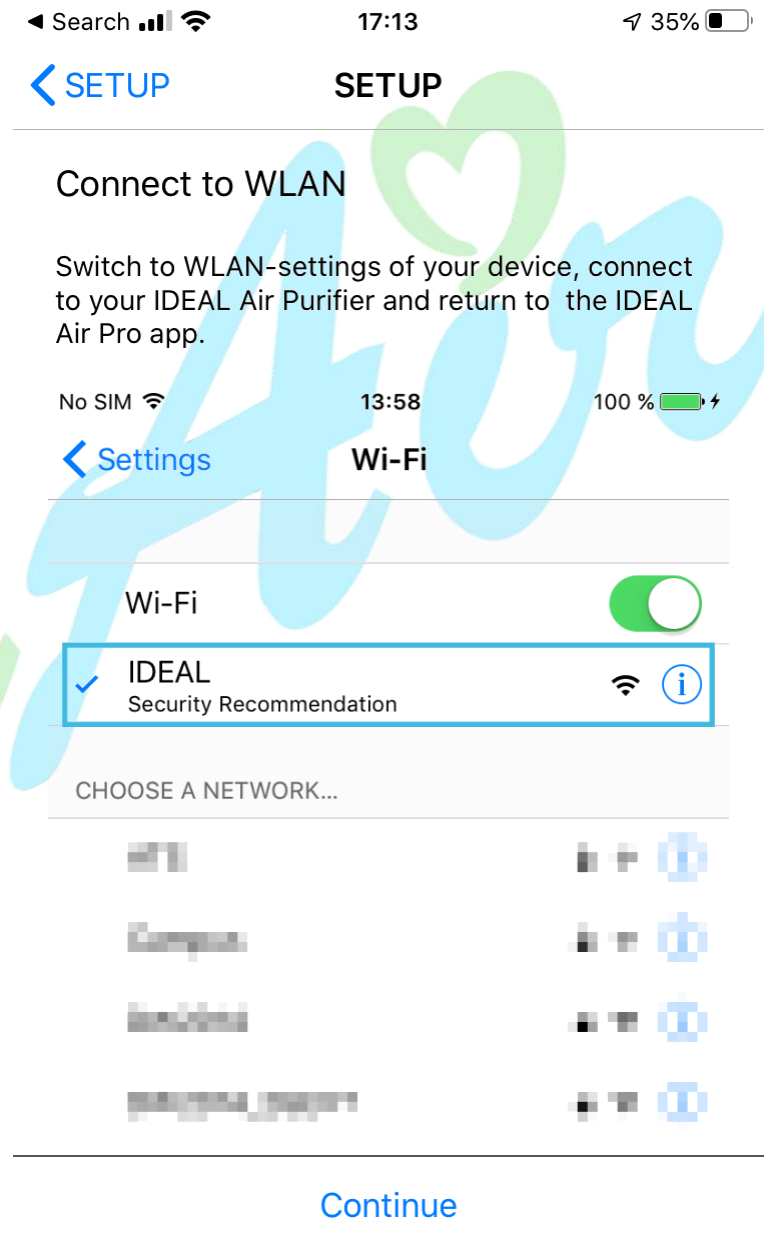 Search 17:13 35%
SETUP SETUP
Connect to WLAN
Switch to WLAN-settings of your device, connect
to your IDEAL Air Purifier and return to  the IDEAL
Air Pro app.
No SIM 13:58 100 %
Settings Wi-Fi
Wi-Fi
IDEAL
Security Recommendation
CHOOSE A NETWORK...
Continue